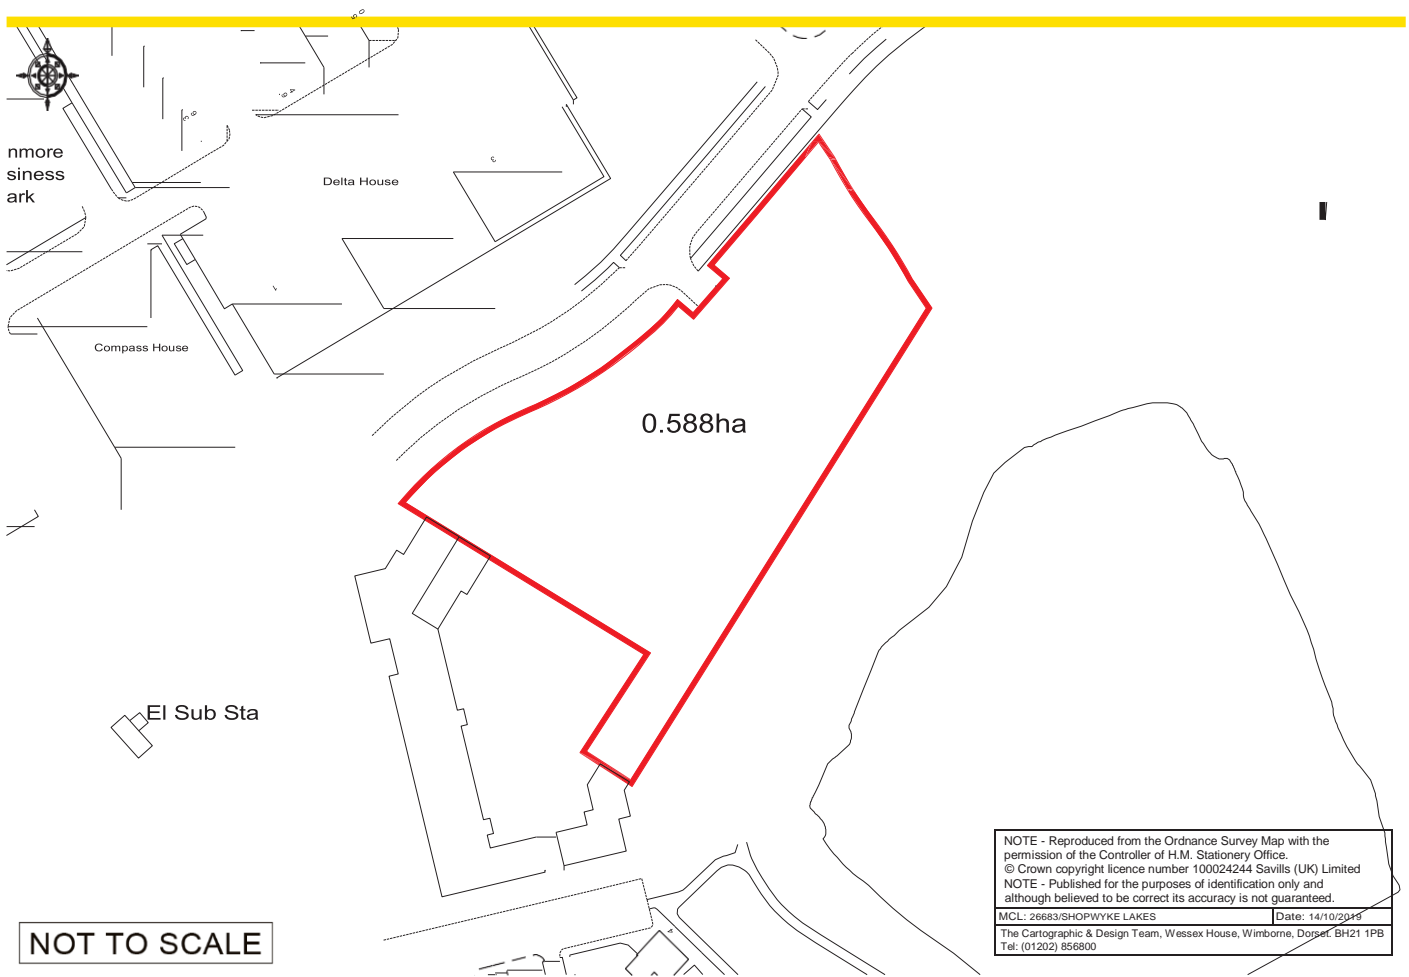 nmore
siness
ark
Delta House
Compass House
0.588ha
El Sub Sta
NOT TO SCALE
NOTE - Reproduced from the Ordnance Survey Map with the
permission of the Controller of H.M. Stationery Office.
© Crown copyright licence number 100024244 Savills (UK) Limited
NOTE - Published for the purposes of identification only and
although believed to be correct its accuracy is not guaranteed.
MCL: 26683/SHOPWYKE LAKES Date: 14/10/2019
The Cartographic & Design Team, Wessex House, Wimborne, Dorset. BH21 1PB
Tel: (01202) 856800